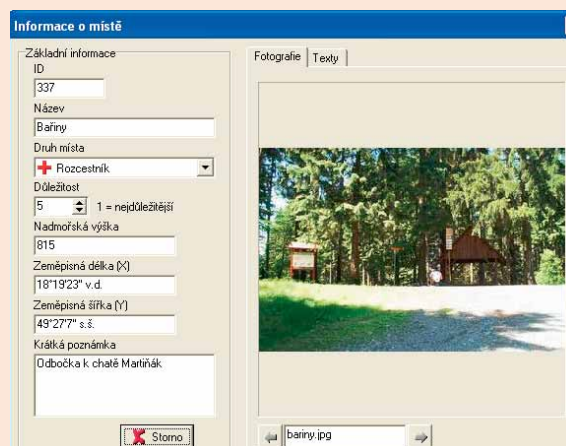 Informace o místě
Základní informace
ID
337
Název
Bařiny
Druh místa
Rozcestník
Důležitost
5 1 = nejdůležitější
Nadmořská výška
815
Zeměpisná délka (X)
18°19'23" v.d.
Zeměpisná šířka (Y)
49°27'7" s.š.
Krátká poznámka
Odbočka k chatě Martiňák
Storno
Fotografie Texty
bariny.jpg